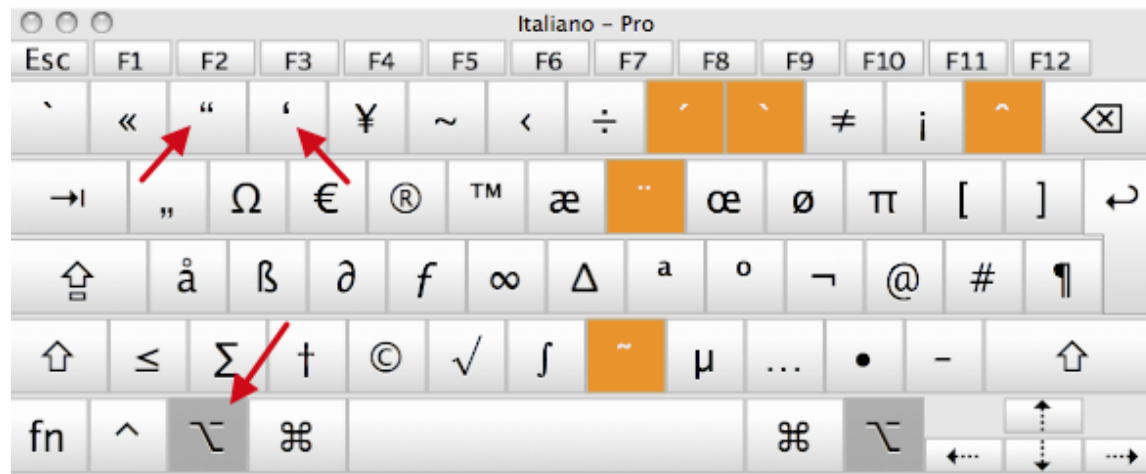 Italiano – Pro
Esc F1 F2 F3 F4 F5 F6 F7 F8 F9 F10 F11 F12
` « “ ‘ ¥ ~ ‹ ÷ ´ ` ≠ ¡ ˆ ⌫
→| „ Ω € ® ™ æ ¨ œ ø π [ ] ↩
⇪ å ß ∂ ƒ ∞ ∆ ª º ¬ @ # ¶
⇧ ≤ ∑ † © √ ∫ ˜ µ … • – ⇧
fn ^ ⌥ ⌘ ⌘ ⌥ ⇠ ⇡ ⇣ ⇢